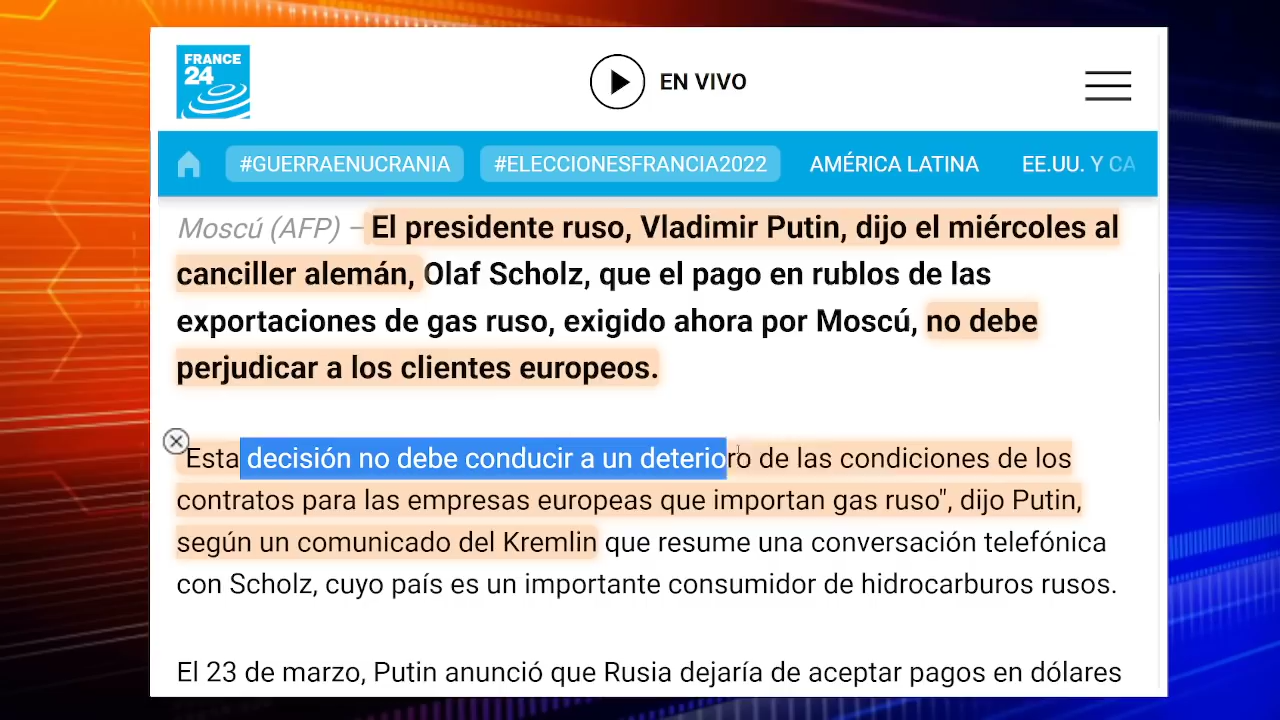 FRANCE
24
EN VIVO
#GUERRAENUCRANIA #ELECCIONESFRANCIA2022 AMÉRICA LATINA EE.UU. Y CA
Moscú (AFP) – El presidente ruso, Vladimir Putin, dijo el miércoles al
canciller alemán, Olaf Scholz, que el pago en rublos de las
exportaciones de gas ruso, exigido ahora por Moscú, no debe
perjudicar a los clientes europeos.
Esta decisión no debe conducir a un deterioro de las condiciones de los
contratos para las empresas europeas que importan gas ruso", dijo Putin,
según un comunicado del Kremlin que resume una conversación telefónica
con Scholz, cuyo país es un importante consumidor de hidrocarburos rusos.
El 23 de marzo, Putin anunció que Rusia dejaría de aceptar pagos en dólares